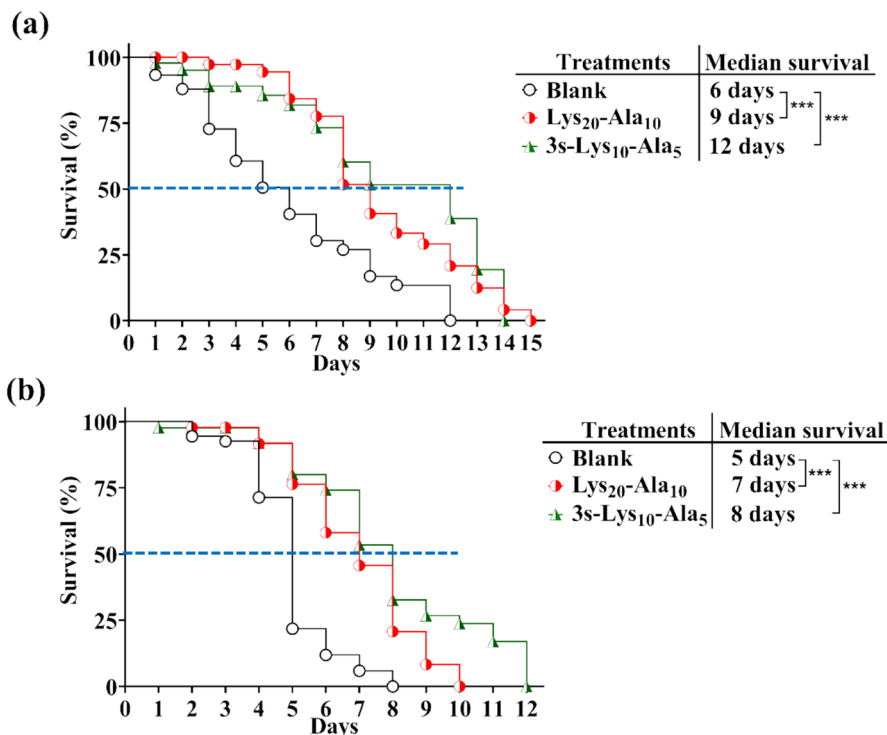 (a)
Survival (%)
100
75
50
25
0
0 1 2 3 4 5 6 7 8 9 10 11 12 13 14 15
Days
Treatments Median survival
Blank 6 days
Lys20-Ala10 9 days ***
3s-Lys10-Ala5 12 days ***
(b)
Survival (%)
100
75
50
25
0
0 1 2 3 4 5 6 7 8 9 10 11 12
Days
Treatments Median survival
Blank 5 days
Lys20-Ala10 7 days ***
3s-Lys10-Ala5 8 days ***